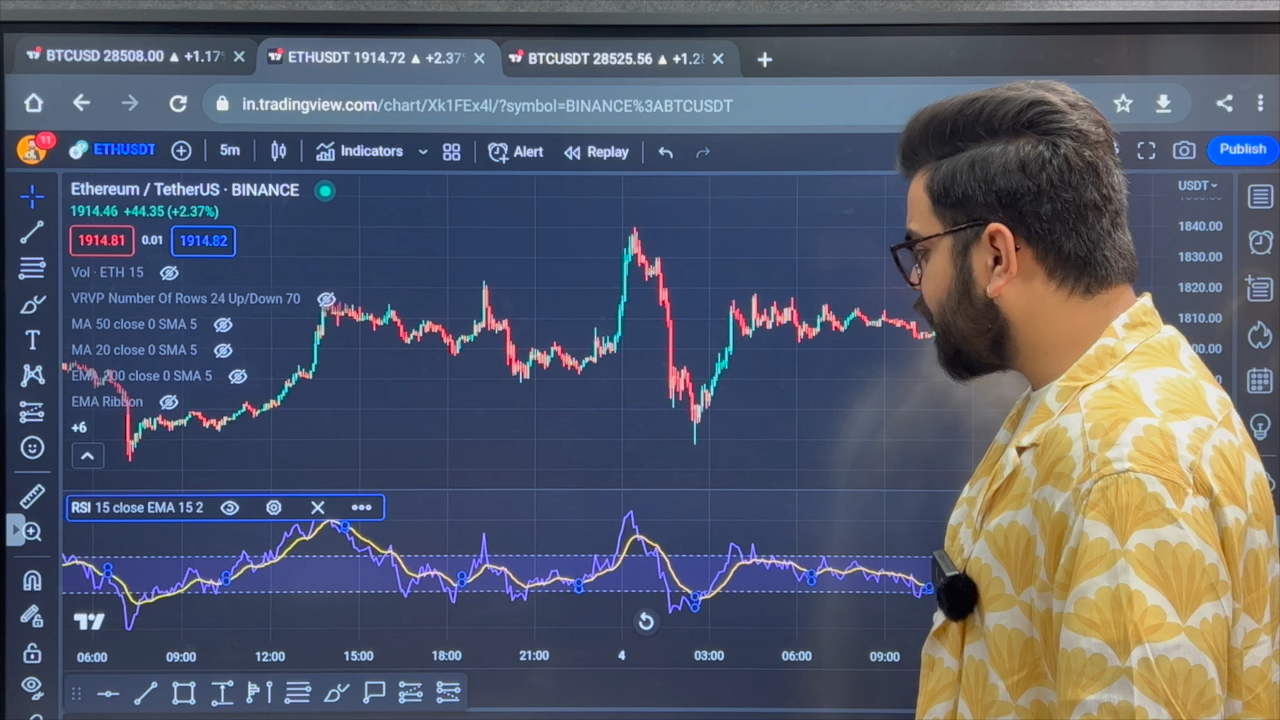 BTCUSD 28508.00 ▲ +1.17%
ETHUSDT 1914.72 ▲ +2.37%
BTCUSDT 28525.56 ▲ +1.2
in.tradingview.com/chart/Xk1FEx4l/?symbol=BINANCE%3ABTCUSDT
11
ETHUSDT
5m
Indicators
Alert
Replay
Publish
Ethereum / TetherUS · BINANCE
USDT
1914.46 +44.35 (+2.37%)
1914.81
0.01
1914.82
Vol · ETH 15
VRVP Number Of Rows 24 Up/Down 70
MA 50 close 0 SMA 5
MA 20 close 0 SMA 5
EMA 200 close 0 SMA 5
EMA Ribbon
+6
1840.00
1830.00
1820.00
1810.00
00.00
RSI 15 close EMA 15 2
06:00 09:00 12:00 15:00 18:00 21:00 4 03:00 06:00 09:00